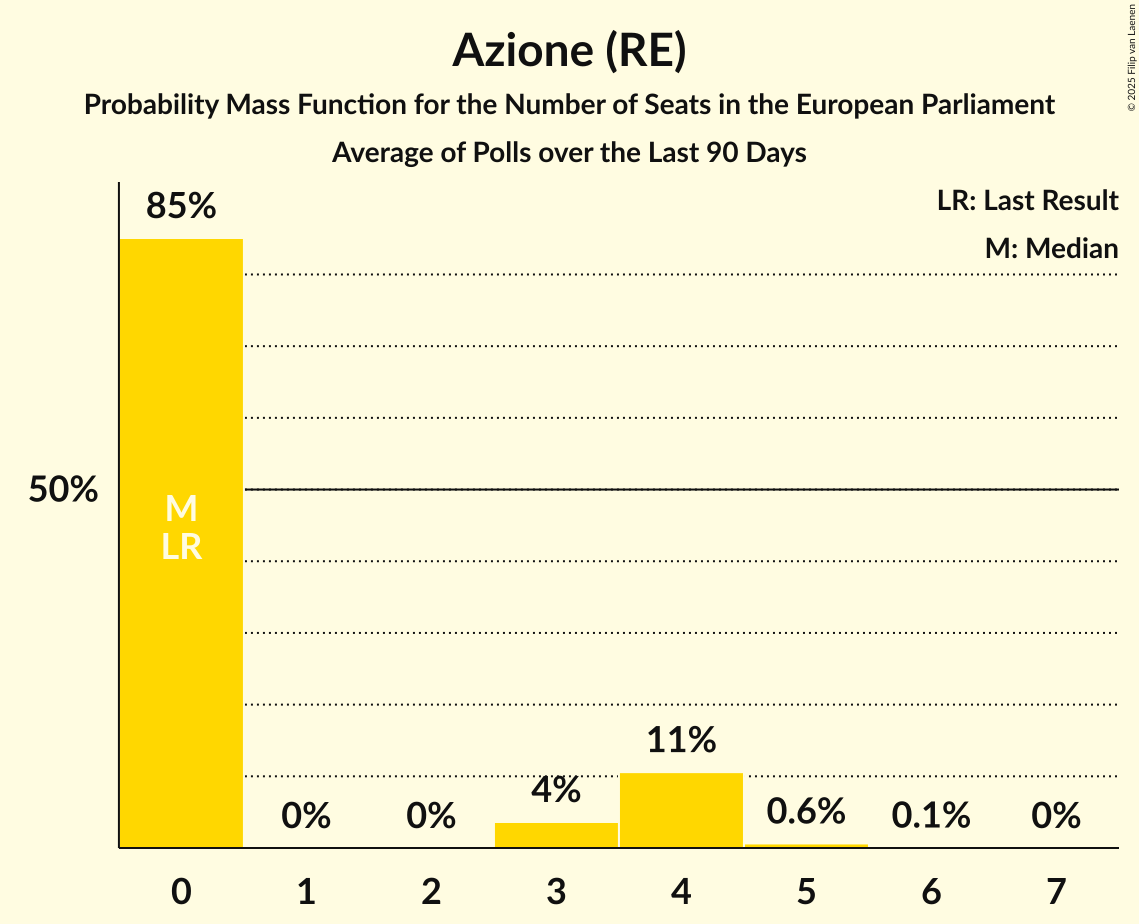 Azione (RE)
Probability Mass Function for the Number of Seats in the European Parliament
Average of Polls over the Last 90 Days
© 2025 Filip van Laenen
LR: Last Result
M: Median
85%
50%
M
LR
0%
0%
4%
11%
0.6%
0.1%
0%
0
1
2
3
4
5
6
7